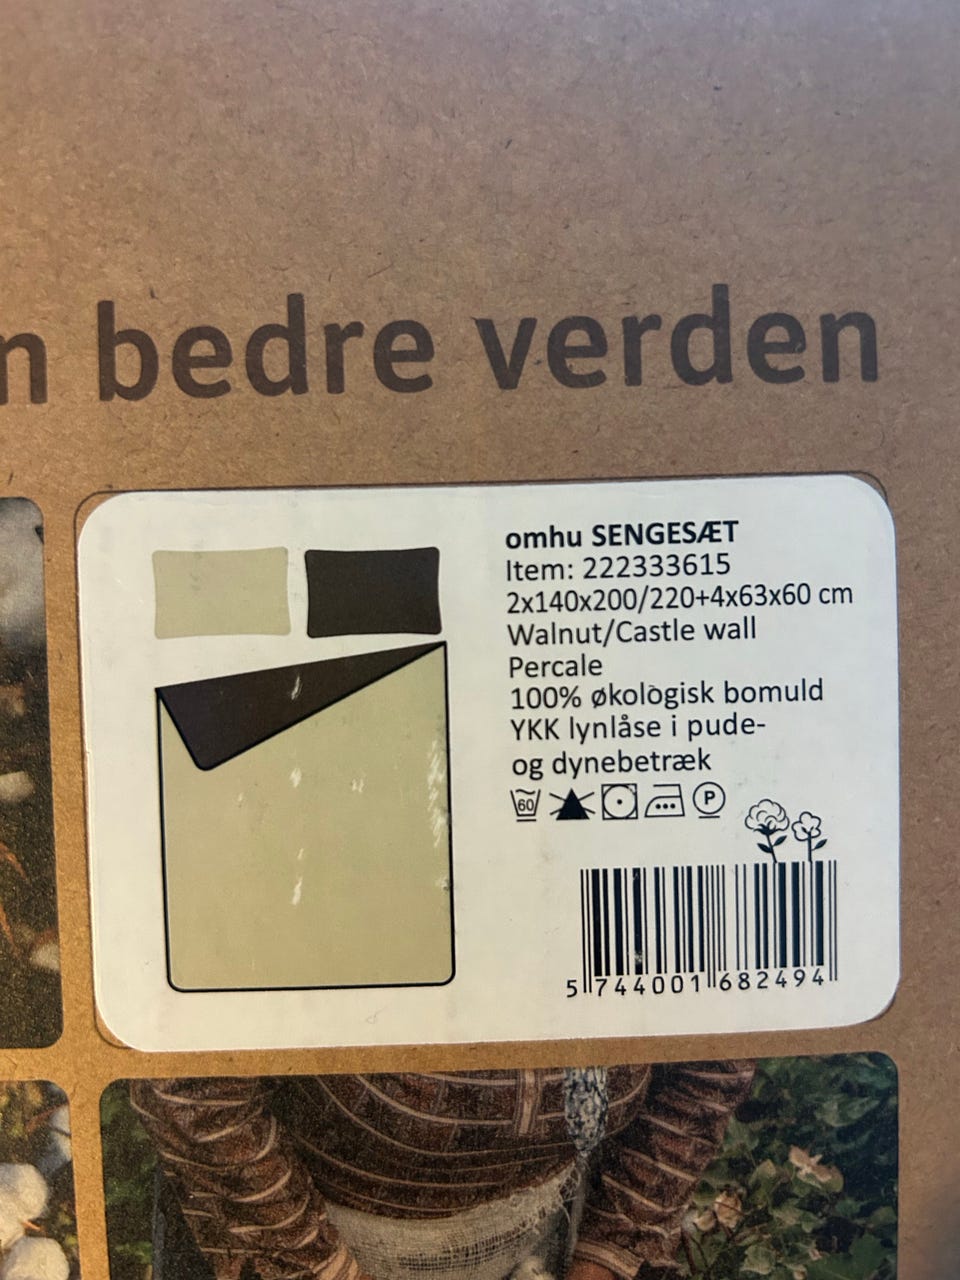 n bedre verden
omhu SENGESÆT
Item: 222333615
2x140x200/220+4x63x60 cm
Walnut/Castle wall
Percale
100% økologisk bomuld
YKK lynlåse i pude-
og dynebetræk
60 P
5 744001 682494